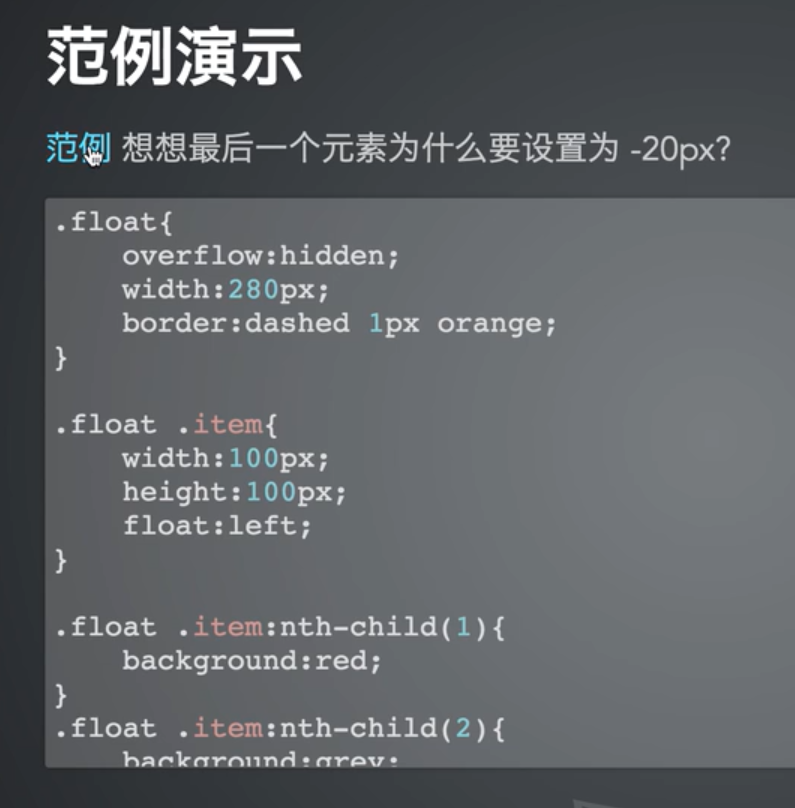 范例演示
范例 想想最后一个元素为什么要设置为 -20px?
.float{
    overflow:hidden;
    width:280px;
    border:dashed 1px orange;
}

.float .item{
    width:100px;
    height:100px;
    float:left;
}

.float .item:nth-child(1){
    background:red;
}
.float .item:nth-child(2){
    background:grey;